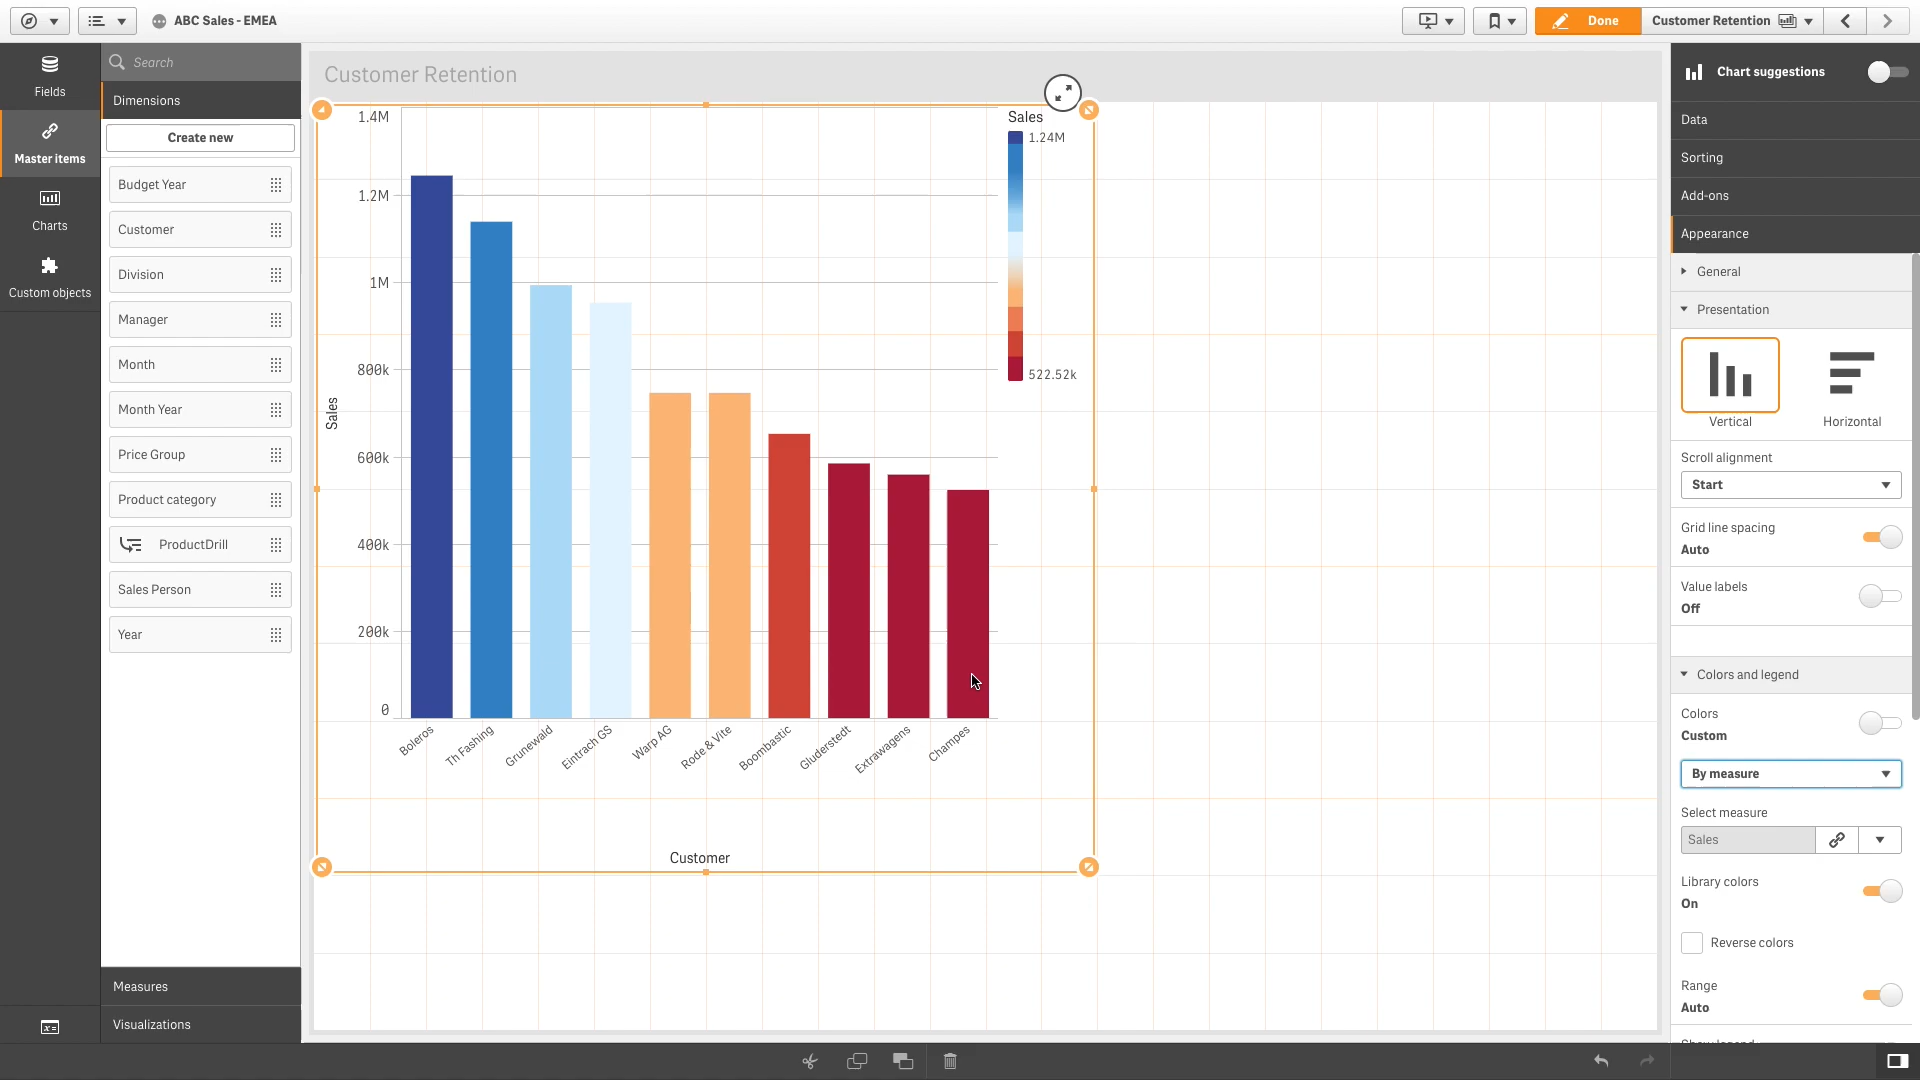 ABC Sales - EMEA
Done
Customer Retention
Fields
Master items
Charts
Custom objects
Search
Dimensions
Create new
Budget Year
Customer
Division
Manager
Month
Month Year
Price Group
Product category
ProductDrill
Sales Person
Year
Measures
Visualizations
Customer Retention
Sales
1.4M
1.2M
1M
800k
600k
400k
200k
0
Boleros
Th Fashing
Grunewald
Eintrach GS
Warp AG
Rode & Vite
Boombastic
Gluderstedt
Extrawagens
Champes
Customer
Sales
1.24M
522.52k
Chart suggestions
Data
Sorting
Add-ons
Appearance
General
Presentation
Vertical
Horizontal
Scroll alignment
Start
Grid line spacing
Auto
Value labels
Off
Colors and legend
Colors
Custom
By measure
Select measure
Sales
Library colors
On
Reverse colors
Range
Auto